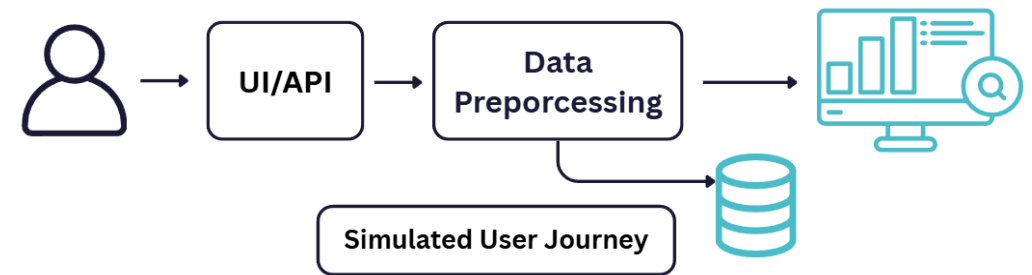 UI/API
Data
Preporcessing
Simulated User Journey